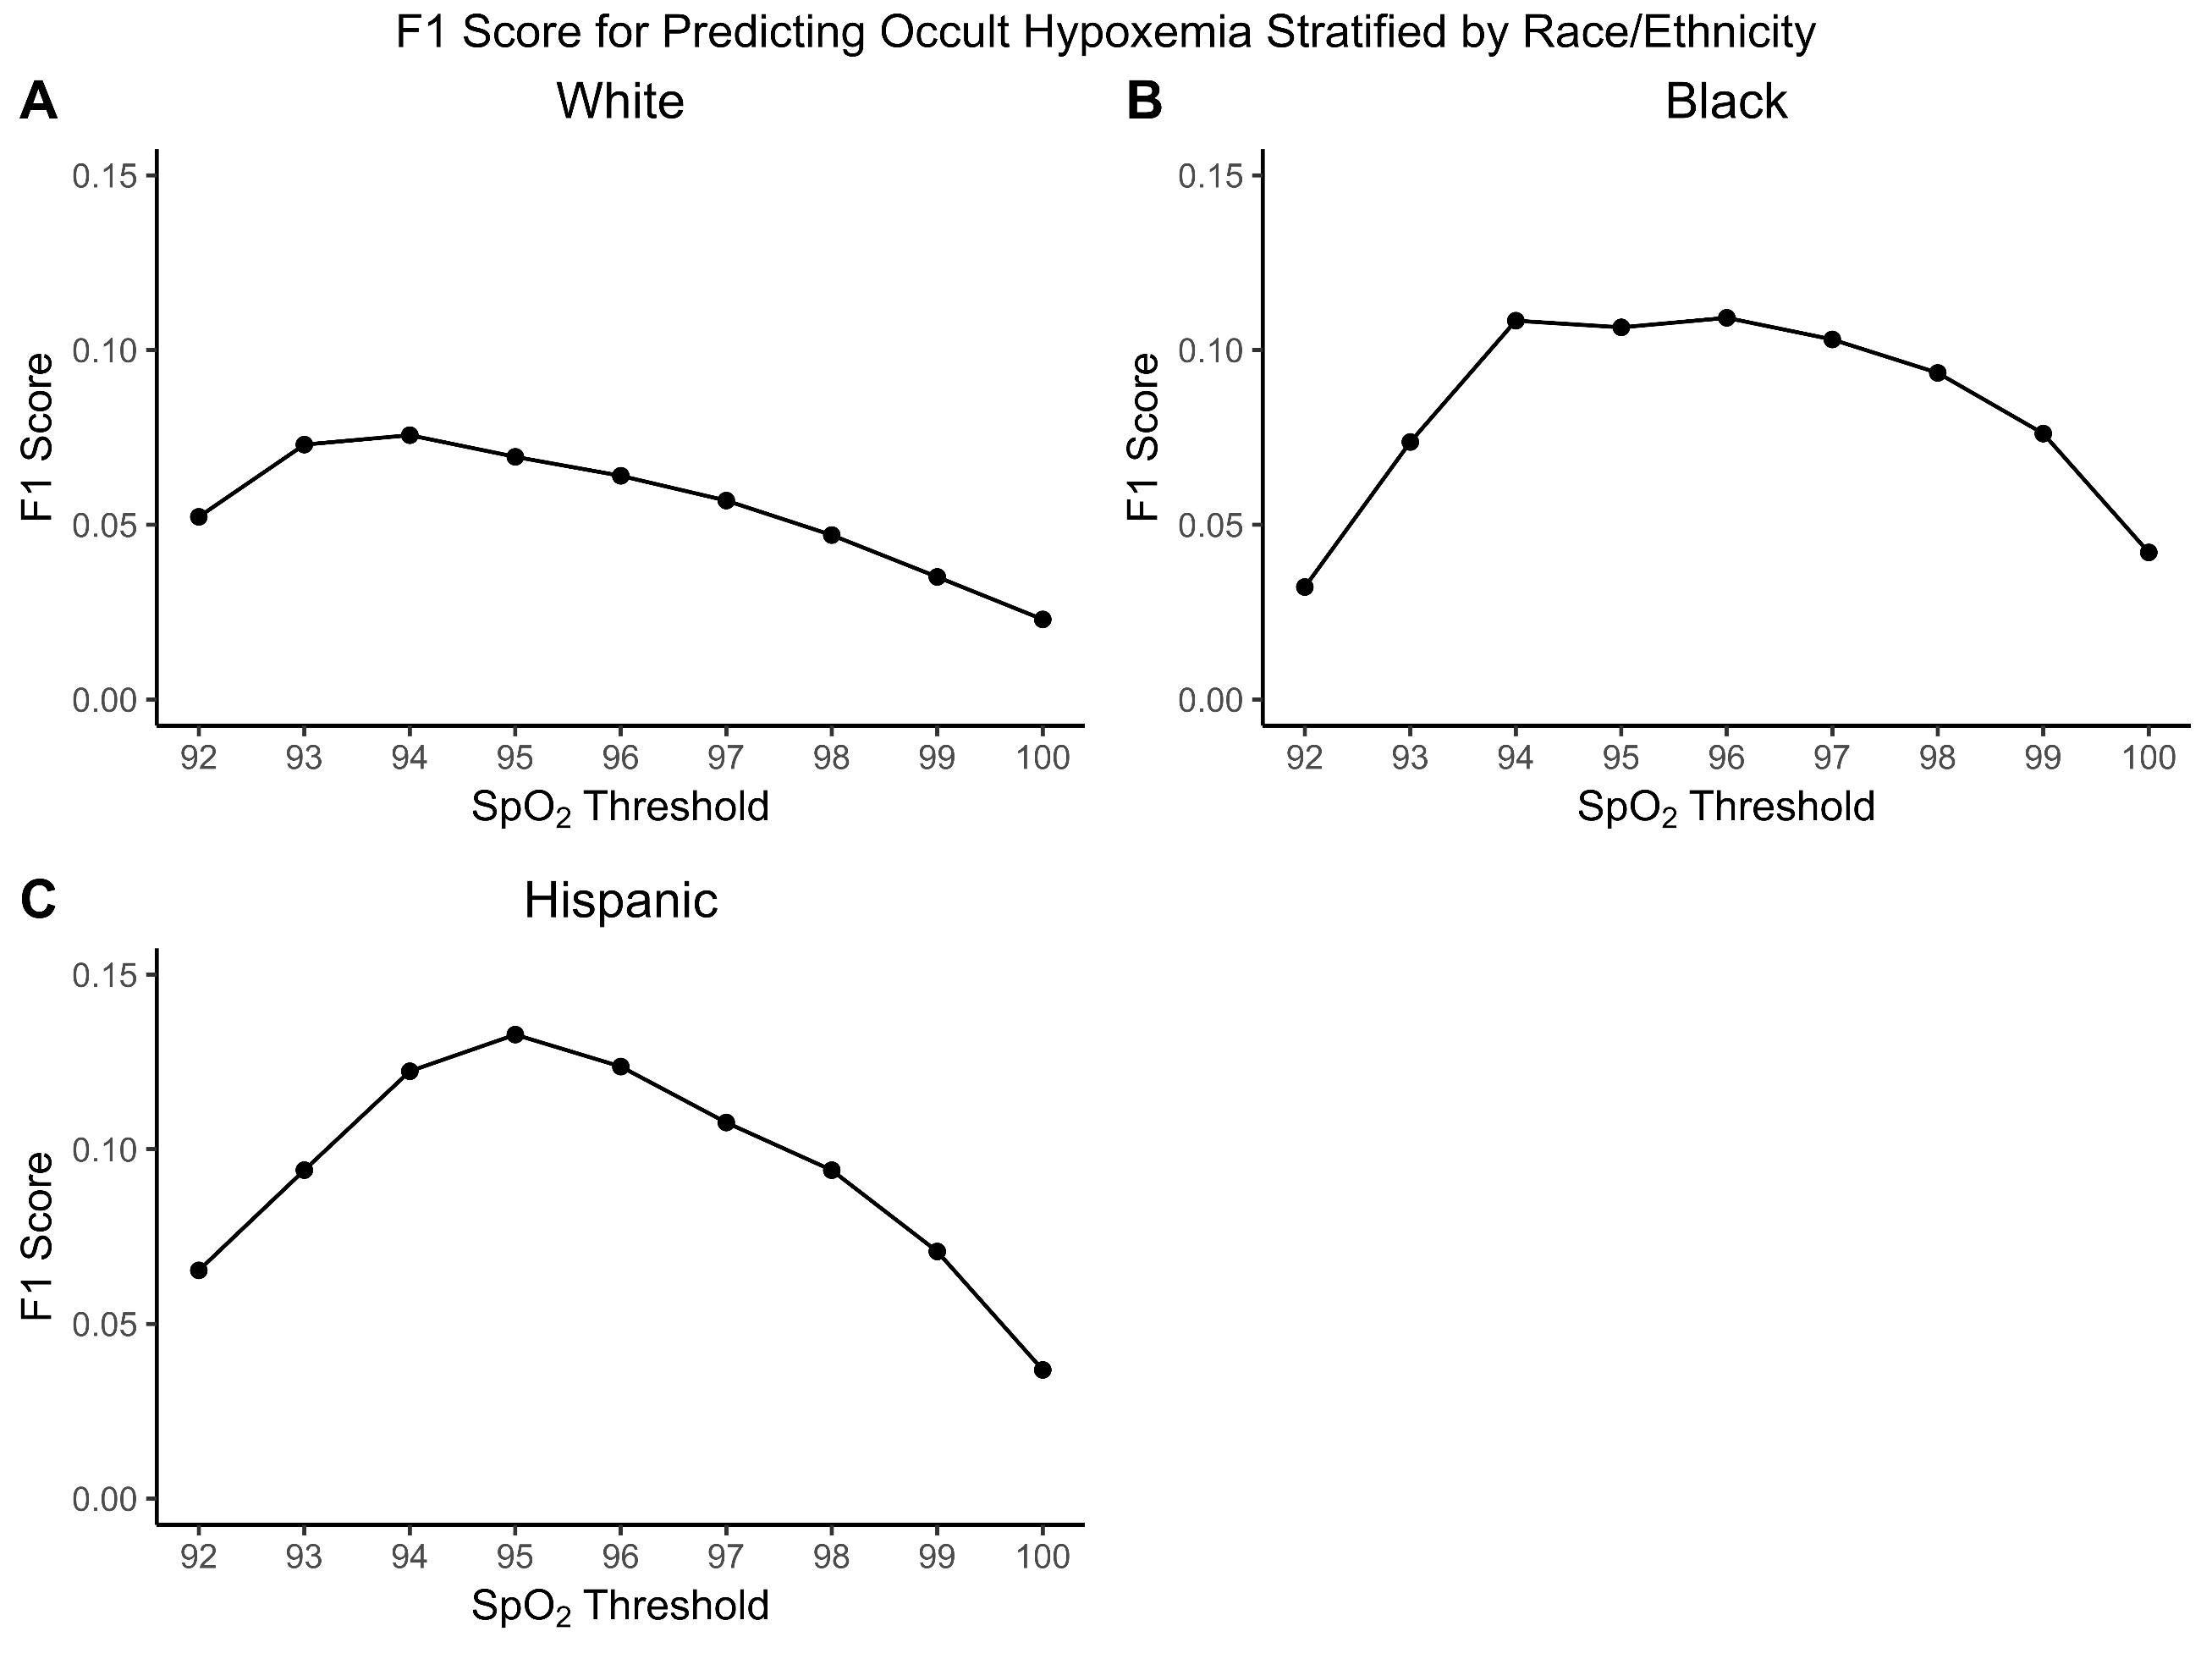 F1 Score for Predicting Occult Hypoxemia Stratified by Race/Ethnicity
A
White
0.15
0.10
0.05
0.00
F1 Score
92 93 94 95 96 97 98 99 100
SpO₂ Threshold
B
Black
0.15
0.10
0.05
0.00
F1 Score
92 93 94 95 96 97 98 99 100
SpO₂ Threshold
C
Hispanic
0.15
0.10
0.05
0.00
F1 Score
92 93 94 95 96 97 98 99 100
SpO₂ Threshold